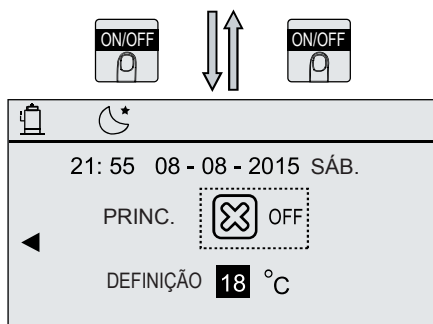 ON/OFF ON/OFF
21: 55 08 - 08 - 2015 SÁB.
PRINC. OFF
DEFINIÇÃO 18 °C